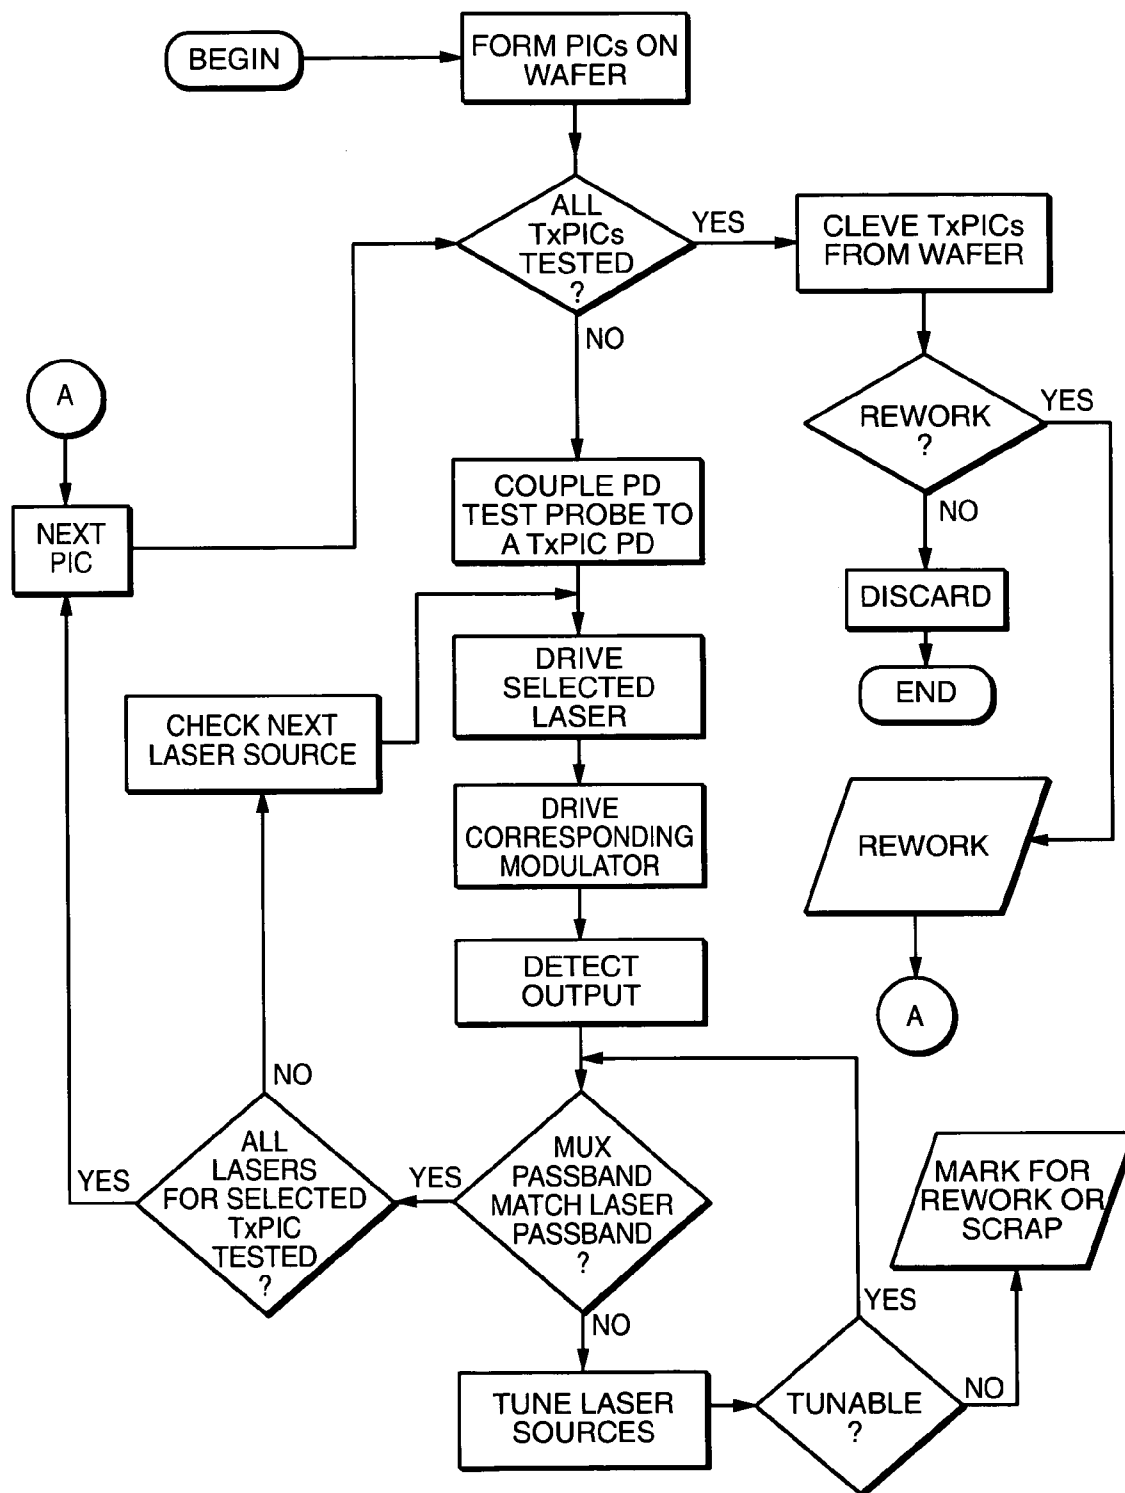 BEGIN
FORM PICs ON
WAFER
ALL
TxPICs
TESTED
?
YES
CLEVE TxPICs
FROM WAFER
NO
A
REWORK
?
YES
NEXT
PIC
COUPLE PD
TEST PROBE TO
A TxPIC PD
NO
DISCARD
END
DRIVE
SELECTED
LASER
CHECK NEXT
LASER SOURCE
DRIVE
CORRESPONDING
MODULATOR
REWORK
DETECT
OUTPUT
A
NO
ALL
LASERS
FOR SELECTED
TxPIC
TESTED
?
YES
YES
MUX
PASSBAND
MATCH LASER
PASSBAND
?
MARK FOR
REWORK OR
SCRAP
NO
YES
TUNE LASER
SOURCES
TUNABLE
?
NO